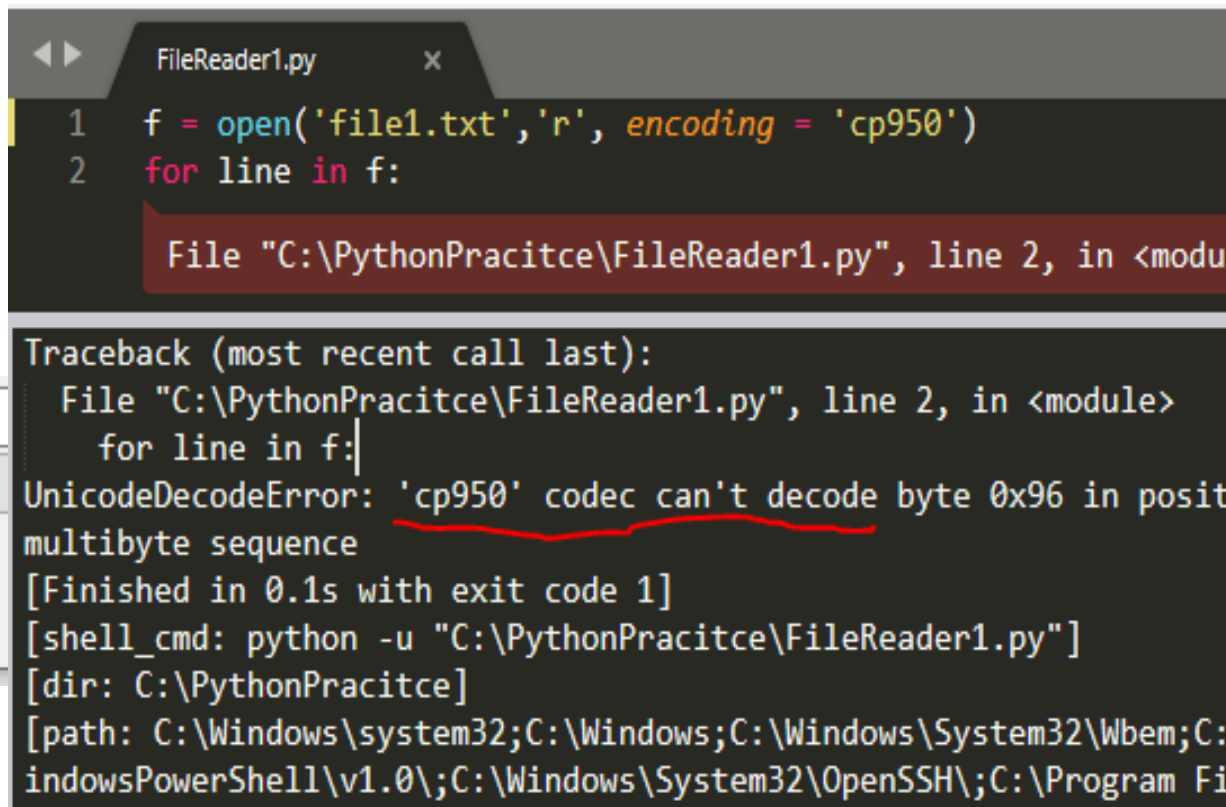 FileReader1.py ×
1 f = open('file1.txt','r', encoding = 'cp950')
2 for line in f:
File "C:\PythonPracitce\FileReader1.py", line 2, in <modu
Traceback (most recent call last):
File "C:\PythonPracitce\FileReader1.py", line 2, in <module>
for line in f:
UnicodeDecodeError: 'cp950' codec can't decode byte 0x96 in posit
multibyte sequence
[Finished in 0.1s with exit code 1]
[shell_cmd: python -u "C:\PythonPracitce\FileReader1.py"]
[dir: C:\PythonPracitce]
[path: C:\Windows\system32;C:\Windows;C:\Windows\System32\Wbem;C:
indowsPowerShell\v1.0\;C:\Windows\System32\OpenSSH\;C:\Program Fi